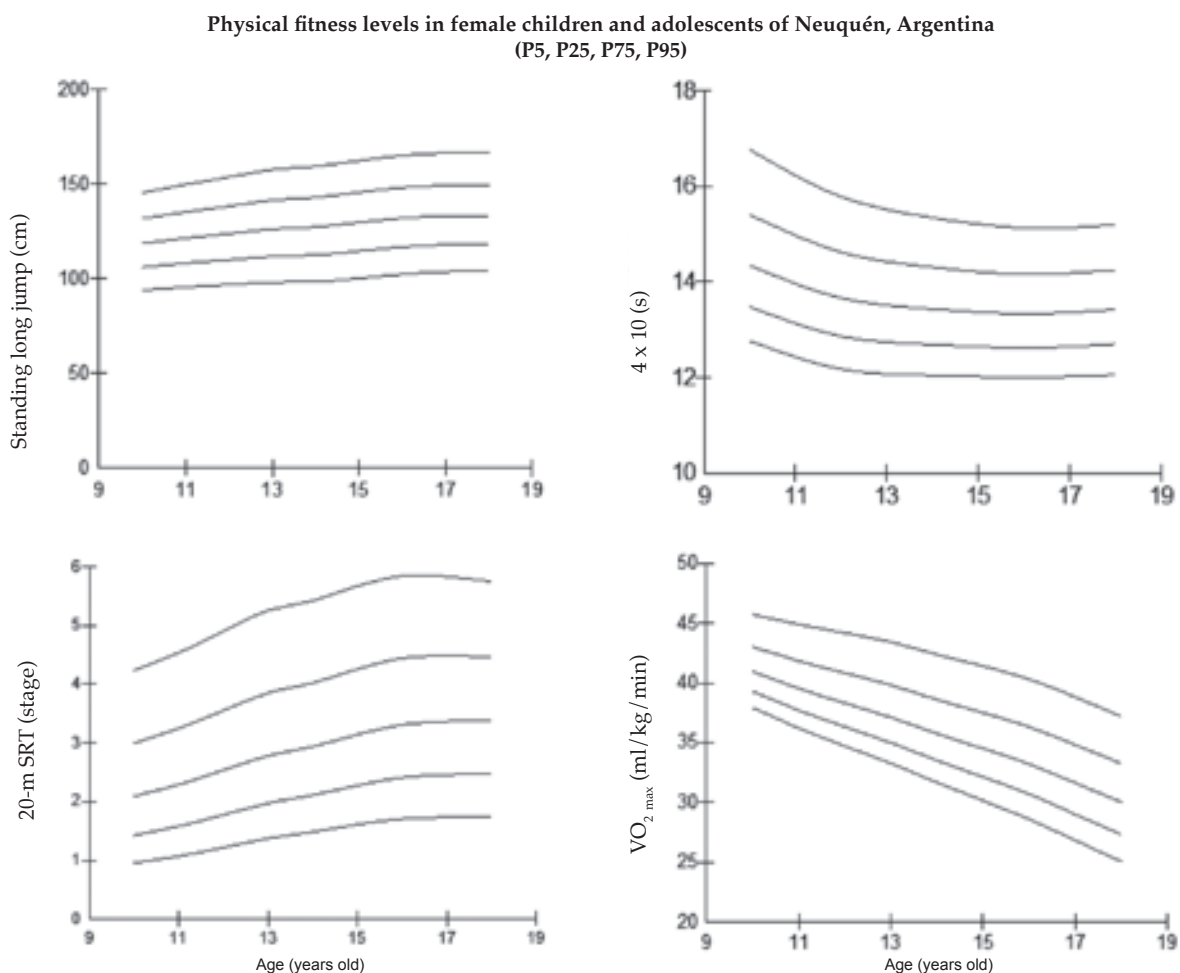 Physical fitness levels in female children and adolescents of Neuquén, Argentina
(P5, P25, P75, P95)
Standing long jump (cm)
200
150
100
50
0
9 11 13 15 17 19
4 x 10 (s)
18
16
14
12
10
9 11 13 15 17 19
20-m SRT (stage)
6
5
4
3
2
1
0
9 11 13 15 17 19
Age (years old)
VO2 max (ml/kg/min)
50
45
40
35
30
25
20
9 11 13 15 17 19
Age (years old)